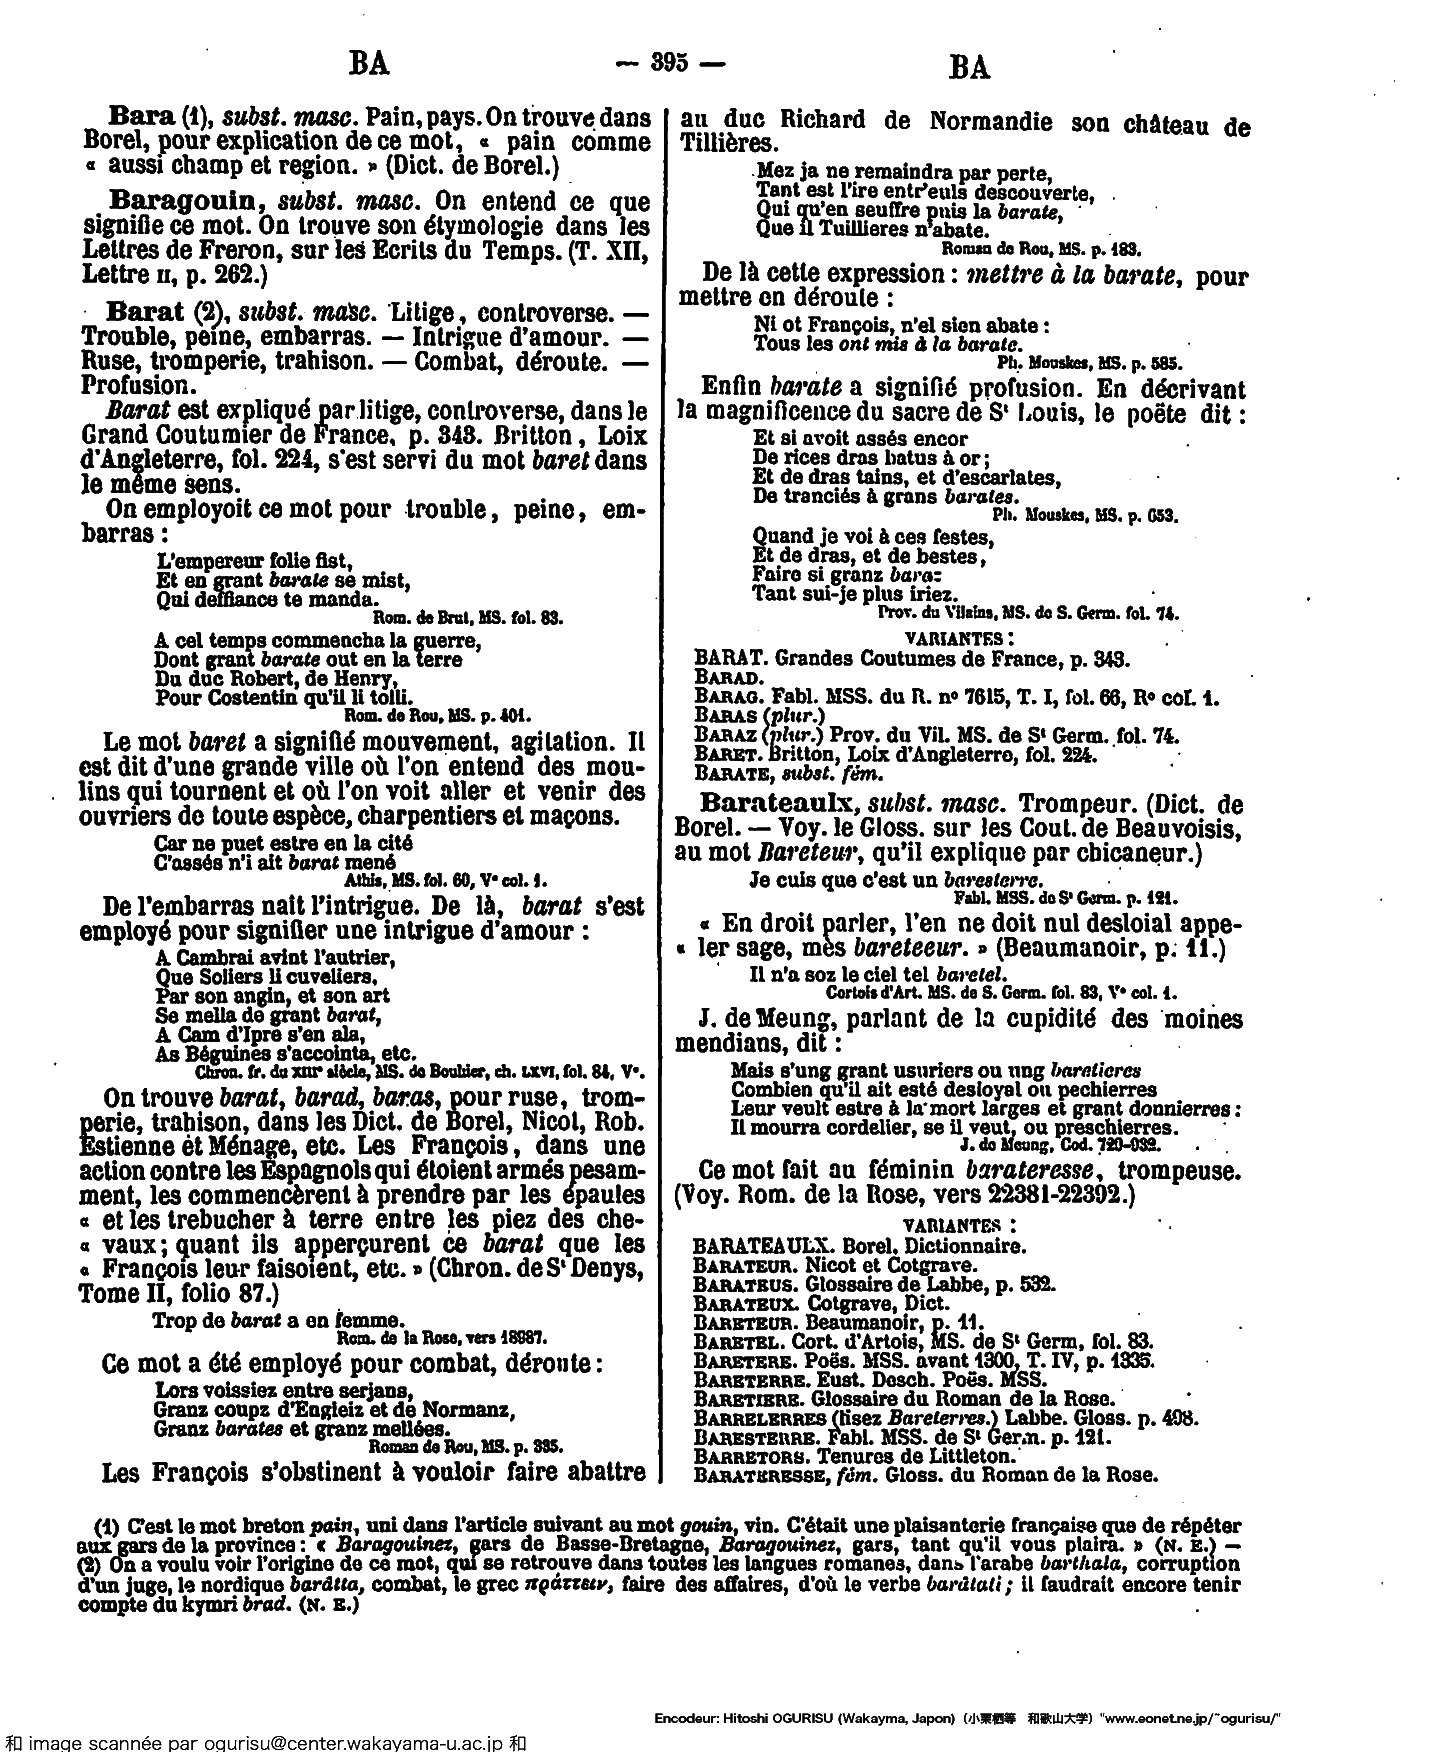 BA — 395 — BA
Bara (1), subst. masc. Pain, pays. On trouve dans
Borel, pour explication de ce mot, « pain comme
« aussi champ et region. » (Dict. de Borel.)
Baragouin, subst. masc. On entend ce que
signifie ce mot. On trouve son étymologie dans les
Lettres de Freron, sur les Ecrits du Temps. (T. XII,
Lettre II, p. 262.)
Barat (2), subst. masc. Litige, controverse. —
Trouble, peine, embarras. — Intrigue d'amour. —
Ruse, tromperie, trahison. — Combat, déroute. —
Profusion.
Barat est expliqué par litige, controverse, dans le
Grand Coutumier de France, p. 343. Britton, Loix
d'Angleterre, fol. 224, s'est servi du mot baret dans
le même sens.
On employoit ce mot pour trouble, peine, em-
barras :
L'empereur folie fist,
Et en grant barate se mist,
Qui deffiance te manda.
Rom. de Brut, MS. fol. 83.
A cel temps commencha la guerre,
Dont grant barate out en la terre
Du duc Robert, de Henry,
Pour Costentin qu'il li tolli.
Rom. de Rou, MS. p. 401.
Le mot baret a signifié mouvement, agitation. Il
est dit d'une grande ville où l'on entend des mou-
lins qui tournent et où l'on voit aller et venir des
ouvriers de toute espèce, charpentiers et maçons.
Car ne puet estre en la cité
C'assés n'i ait barat mené
Athis, MS. fol. 60, V° col. 1.
De l'embarras nait l'intrigue. De là, barat s'est
employé pour signifier une intrigue d'amour :
A Cambrai avint l'autrier,
Que Soliers li cuveliers,
Par son angin, et son art
Se mella de grant barat,
A Cam d'Ipre s'en ala,
As Béguines s'accointa, etc.
Chron. fr. du XIII° siècle, MS. de Bouhier, ch. LXVI, fol. 84, V°.
On trouve barat, barad, baras, pour ruse, trom-
perie, trahison, dans les Dict. de Borel, Nicot, Rob.
Estienne et Ménage, etc. Les François, dans une
action contre les Espagnols qui étoient armés pesam-
ment, les commencèrent à prendre par les épaules
« et les trebucher à terre entre les piez des che-
« vaux ; quant ils apperçurent ce barat que les
« François leur faisoient, etc. » (Chron. de St Denys,
Tome II, folio 87.)
Trop de barat a en femme.
Rom. de la Rose, vers 18987.
Ce mot a été employé pour combat, déroute :
Lors voissiez entre serjans,
Granz coupz d'Engleiz et de Normanz,
Granz barates et granz mellées.
Roman de Rou, MS. p. 335.
Les François s'obstinent à vouloir faire abattre
au duc Richard de Normandie son château de
Tillières.
Mez ja ne remaindra par perte,
Tant est l'ire entr'euls descouverte,
Qui qu'en seuffre puis la barate,
Que il Tuillieres n'abate.
Roman de Rou, MS. p. 183.
De là cette expression : mettre à la barate, pour
mettre en déroute :
Ni ot François, n'el sien abate :
Tous les ont mis à la barate.
Ph. Mouskes, MS. p. 585.
Enfin barate a signifié profusion. En décrivant
la magnificence du sacre de St Louis, le poëte dit :
Et si avoit assés encor
De rices dras batus à or ;
Et de dras tains, et d'escarlates,
De tranciés à grans barates.
Ph. Mouskes, MS. p. 653.
Quand je voi à ces festes,
Et de dras, et de bestes,
Faire si granz baraz
Tant sui-je plus iriez.
Prov. du Vilains, MS. de S. Germ. fol. 74.
VARIANTES :
BARAT. Grandes Coutumes de France, p. 343.
BARAD.
BARAG. Fabl. MSS. du R. n° 7615, T. I, fol. 66, R° col. 1.
BARAS (plur.)
BARAZ (plur.) Prov. du Vil. MS. de St Germ. fol. 74.
BARET. Britton, Loix d'Angleterre, fol. 224.
BARATE, subst. fém.
Barateaulx, subst. masc. Trompeur. (Dict. de
Borel. — Voy. le Gloss. sur les Cout. de Beauvoisis,
au mot Bareteur, qu'il explique par chicaneur.)
Je cuis que c'est un baresterre.
Fabl. MSS. de St Germ. p. 121.
« En droit parler, l'en ne doit nul desloial appe-
« ler sage, mès bareteeur. » (Beaumanoir, p. 11.)
Il n'a soz le ciel tel baretel.
Cortois d'Art. MS. de S. Germ. fol. 83, V° col. 1.
J. de Meung, parlant de la cupidité des moines
mendians, dit :
Mais s'ung grant usuriers ou ung baratieres
Combien qu'il ait esté desloyal ou pechierres
Leur veult estre à la mort larges et grant donnierres :
Il mourra cordelier, se il veut, ou preschierres.
J. de Meung, Cod. 729-932.
Ce mot fait au féminin barateresse, trompeuse.
(Voy. Rom. de la Rose, vers 22381-22392.)
VARIANTES :
BARATEAULX. Borel, Dictionnaire.
BARATEUR. Nicot et Cotgrave.
BARATEUS. Glossaire de Labbe, p. 532.
BARATEUX. Cotgrave, Dict.
BARETEUR. Beaumanoir, p. 11.
BARETEL. Cort. d'Artois, MS. de St Germ, fol. 83.
BARETERE. Poës. MSS. avant 1300, T. IV, p. 1335.
BARETERRE. Eust. Desch. Poës. MSS.
BARETIERE. Glossaire du Roman de la Rose.
BARRELERRES (lisez Bareterres.) Labbe. Gloss. p. 498.
BARESTERRE. Fabl. MSS. de St Germ. p. 121.
BARRETORS. Tenures de Littleton.
BARATERESSE, fém. Gloss. du Roman de la Rose.
(1) C'est le mot breton pain, uni dans l'article suivant au mot gouin, vin. C'était une plaisanterie française que de répéter
aux gars de la province : « Baragouinez, gars de Basse-Bretagne, Baragouinez, gars, tant qu'il vous plaira. » (N. E.) —
(2) On a voulu voir l'origine de ce mot, qui se retrouve dans toutes les langues romanes, dans l'arabe barthala, corruption
d'un juge, le nordique barâtta, combat, le grec πράττειν, faire des affaires, d'où le verbe barâtati ; il faudrait encore tenir
compte du kymri brad. (N. E.)
Encodeur: Hitoshi OGURISU (Wakayma, Japon) (小栗栖等 和歌山大学) "www.eonet.ne.jp/~ogurisu/"
和 image scannée par ogurisu@center.wakayama-u.ac.jp 和